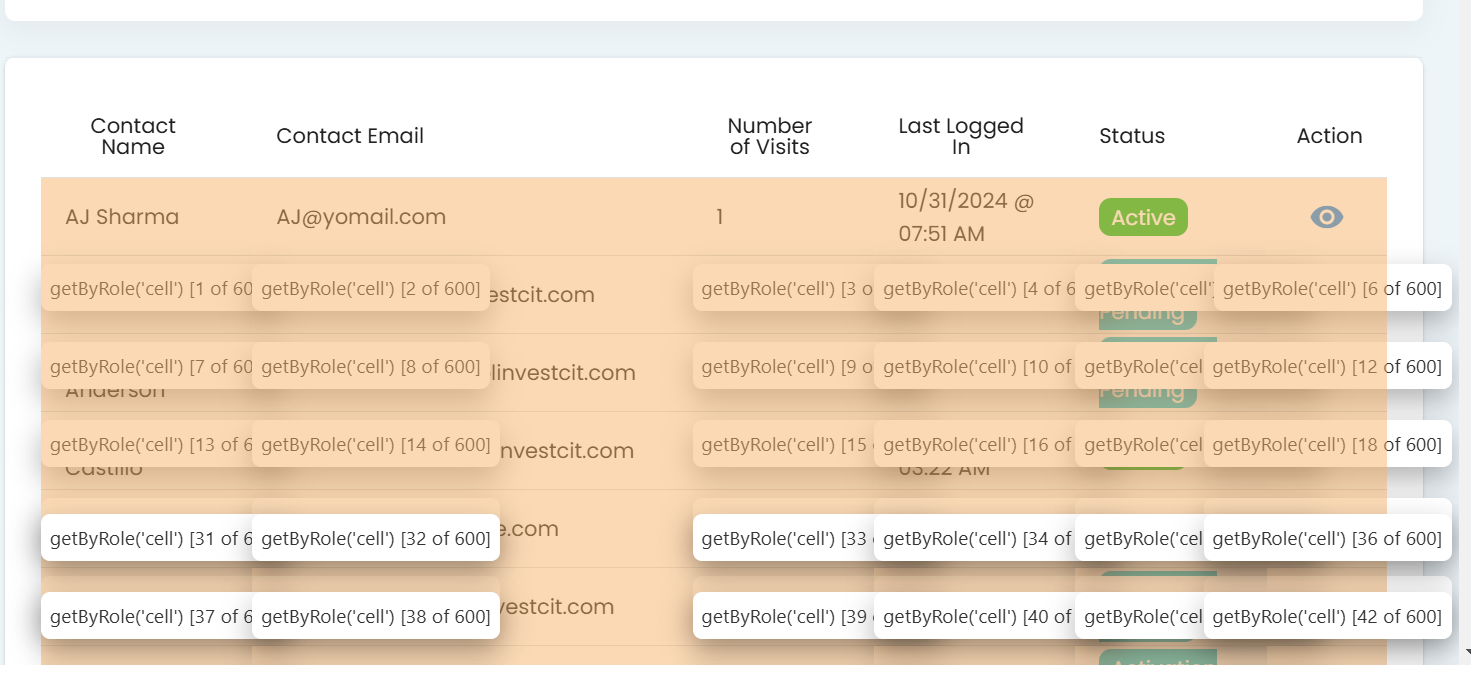 Contact
Name
Contact Email
Number
of Visits
Last Logged
In
Status
Action
AJ Sharma
AJ@yomail.com
1
10/31/2024 @
07:51 AM
Active
getByRole('cell') [1 of 60
getByRole('cell') [2 of 600]
estcit.com
getByRole('cell') [3 o
getByRole('cell') [4 of 6
getByRole('cell'
getByRole('cell') [6 of 600]
Pending
getByRole('cell') [7 of 60
getByRole('cell') [8 of 600]
linvestcit.com
getByRole('cell') [9 o
getByRole('cell') [10 of
getByRole('cel
getByRole('cell') [12 of 600]
Anderson
Pending
getByRole('cell') [13 of 6
getByRole('cell') [14 of 600]
nvestcit.com
getByRole('cell') [15
getByRole('cell') [16 of
getByRole('cel
getByRole('cell') [18 of 600]
Castillo
03:22 AM
getByRole('cell') [31 of 6
getByRole('cell') [32 of 600]
e.com
getByRole('cell') [33
getByRole('cell') [34 of
getByRole('cel
getByRole('cell') [36 of 600]
getByRole('cell') [37 of 6
getByRole('cell') [38 of 600]
vestcit.com
getByRole('cell') [39
getByRole('cell') [40 of
getByRole('cel
getByRole('cell') [42 of 600]
Activation